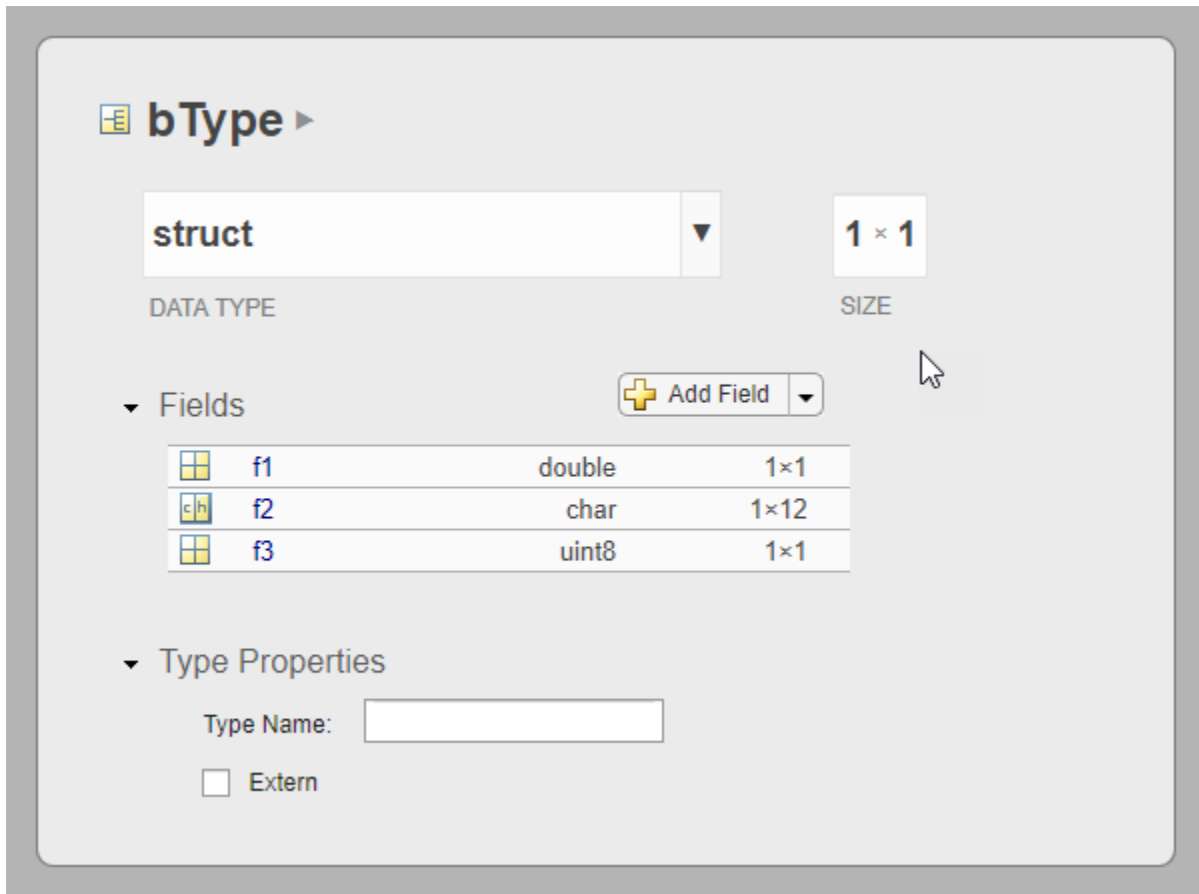 bType
struct
1 × 1
DATA TYPE
SIZE
Fields
Add Field
f1 double 1×1
ch f2 char 1×12
f3 uint8 1×1
Type Properties
Type Name:
Extern